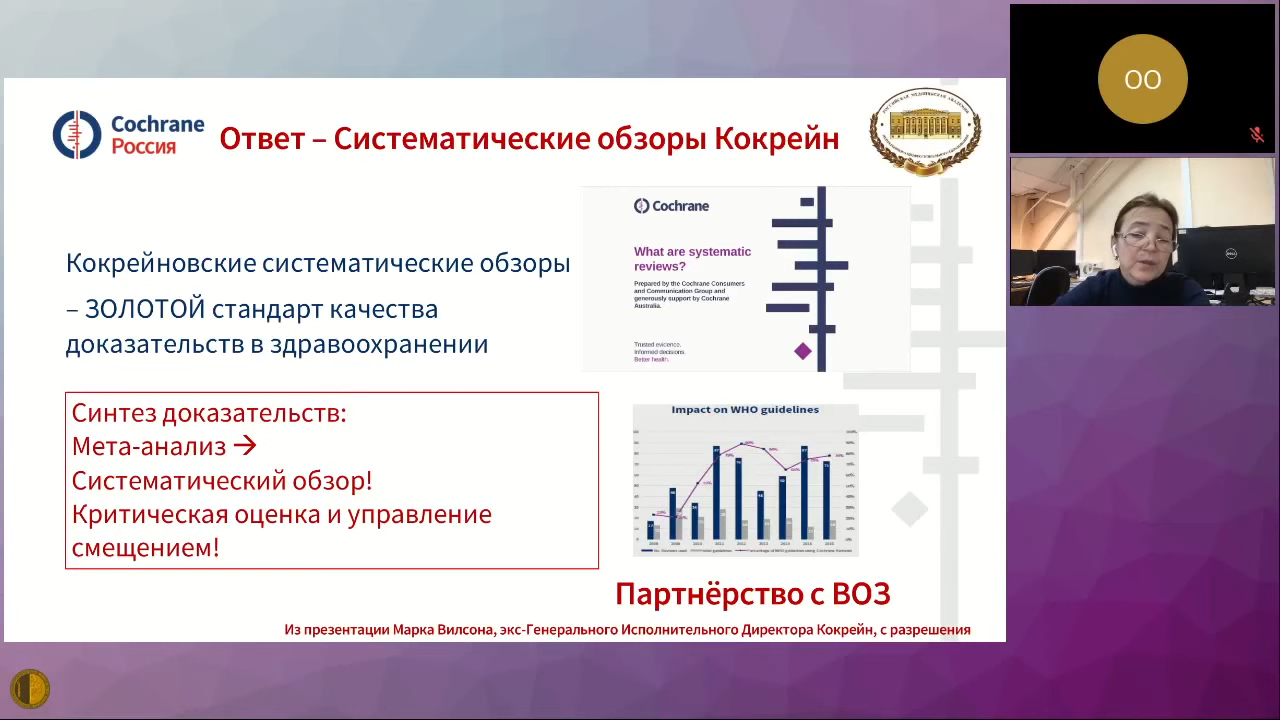 Cochrane
Россия
Ответ – Систематические обзоры Кокрейн
Кокрейновские систематические обзоры
– ЗОЛОТОЙ стандарт качества
доказательств в здравоохранении
Синтез доказательств:
Мета-анализ →
Систематический обзор!
Критическая оценка и управление
смещением!
Cochrane
What are systematic
reviews?
Prepared by the Cochrane Consumers
and Communication Group and
generously support by Cochrane
Australia.
Trusted evidence.
Informed decisions.
Better health.
Impact on WHO guidelines
Партнёрство с ВОЗ
Из презентации Марка Вилсона, экс-Генерального Исполнительного Директора Кокрейн, с разрешения
OO
DELL